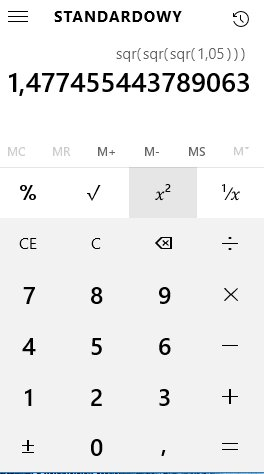 STANDARDOWY
sqr(sqr(sqr(1,05)))
1,477455443789063
MC MR M+ M- MS M˅
% √ x² ¹/x
CE C ⌫ ÷
7 8 9 ×
4 5 6 −
1 2 3 +
± 0 , =